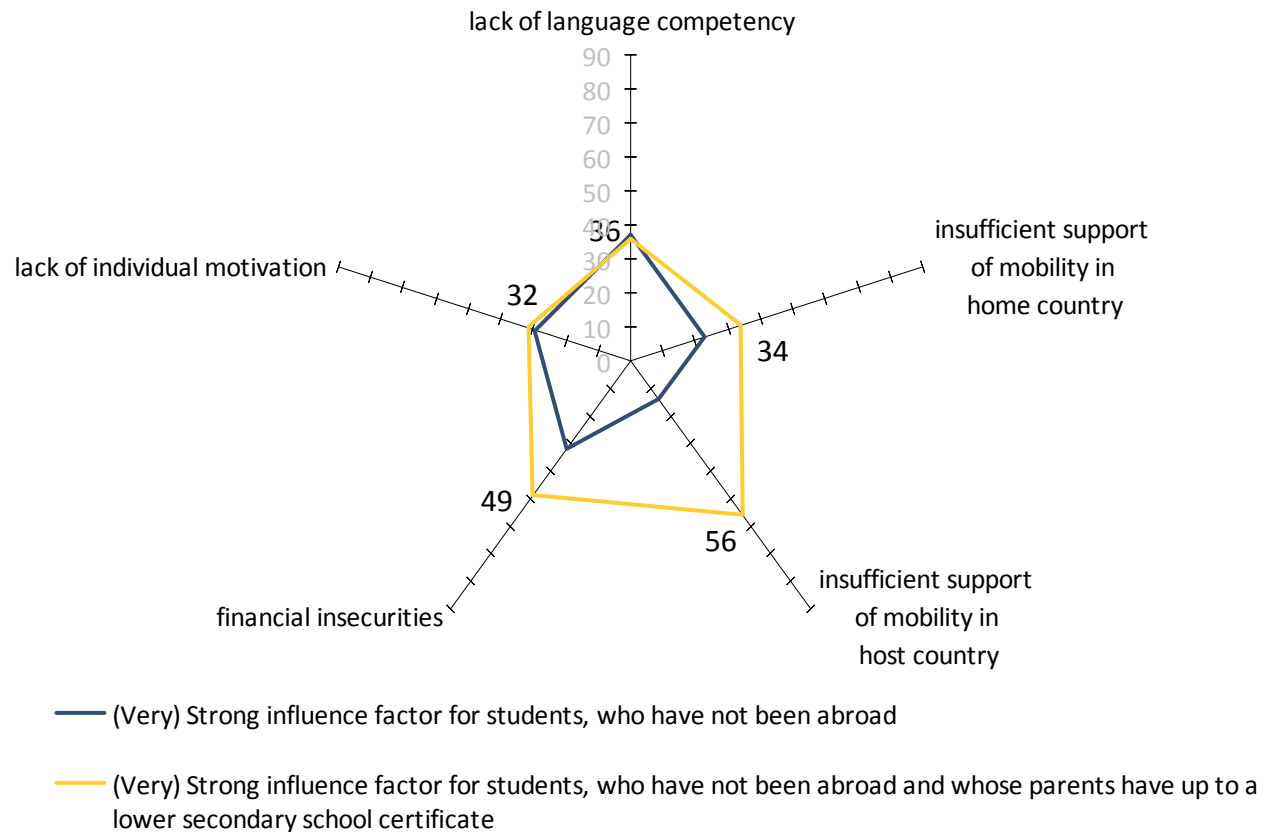 lack of language competency
90
80
70
60
50
40
36
30
20
10
0
insufficient support
of mobility in
home country
lack of individual motivation
32
34
49
56
insufficient support
of mobility in
host country
financial insecurities
(Very) Strong influence factor for students, who have not been abroad
(Very) Strong influence factor for students, who have not been abroad and whose parents have up to a
lower secondary school certificate